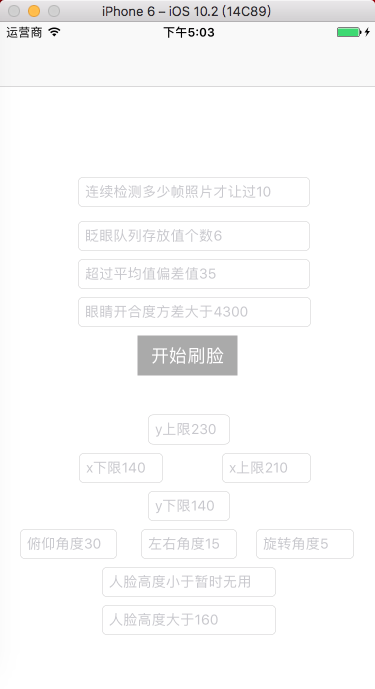 iPhone 6 – iOS 10.2 (14C89)
运营商 下午5:03
连续检测多少帧照片才让过10
眨眼队列存放值个数6
超过平均值偏差值35
眼睛开合度方差大于4300
开始刷脸
y上限230
x下限140 x上限210
y下限140
俯仰角度30 左右角度15 旋转角度5
人脸高度小于暂时无用
人脸高度大于160